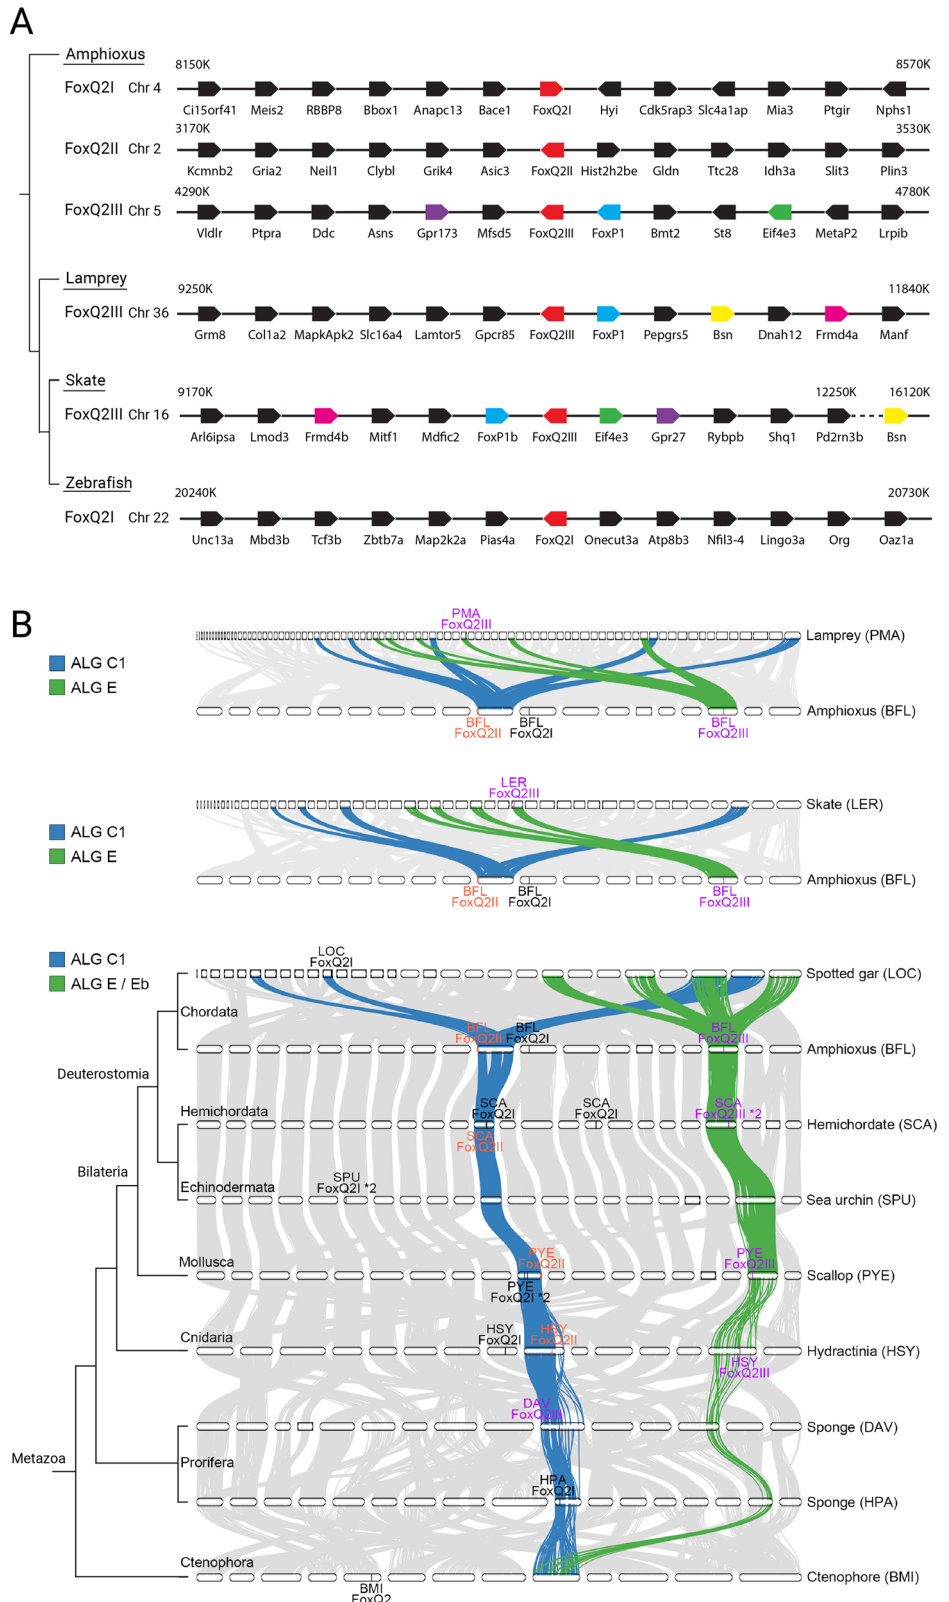 A
Amphioxus
8150K 8570K
FoxQ2I Chr 4
Ci15orf41 Meis2 RBBP8 Bbox1 Anapc13 Bace1 FoxQ2I Hyi Cdk5rap3 Slc4a1ap Mia3 Ptgir Nphs1
3170K 3530K
FoxQ2II Chr 2
Kcmnb2 Gria2 Neil1 Clybl Grik4 Asic3 FoxQ2II Hist2h2be Gldn Ttc28 Idh3a Slit3 Plin3
4290K 4780K
FoxQ2III Chr 5
Vldlr Ptpra Ddc Asns Gpr173 Mfsd5 FoxQ2III FoxP1 Bmt2 St8 Eif4e3 MetaP2 Lrpib
Lamprey
9250K 11840K
FoxQ2III Chr 36
Grm8 Col1a2 MapkApk2 Slc16a4 Lamtor5 Gpcr85 FoxQ2III FoxP1 Pepgrs5 Bsn Dnah12 Frmd4a Manf
Skate
9170K 12250K 16120K
FoxQ2III Chr 16
Arl6ipsa Lmod3 Frmd4b Mitf1 Mdfic2 FoxP1b FoxQ2III Eif4e3 Gpr27 Rybpb Shq1 Pd2rn3b Bsn
Zebrafish
20240K 20730K
FoxQ2I Chr 22
Unc13a Mbd3b Tcf3b Zbtb7a Map2k2a Pias4a FoxQ2I Onecut3a Atp8b3 Nfil3-4 Lingo3a Org Oaz1a
B
PMA
FoxQ2III
Lamprey (PMA)
ALG C1
ALG E
Amphioxus (BFL)
BFL BFL BFL
FoxQ2II FoxQ2I FoxQ2III
LER
FoxQ2III
Skate (LER)
ALG C1
ALG E
Amphioxus (BFL)
BFL BFL BFL
FoxQ2II FoxQ2I FoxQ2III
ALG C1
ALG E / Eb
LOC
FoxQ2I
Spotted gar (LOC)
Chordata
BFL BFL BFL
FoxQ2II FoxQ2I FoxQ2III
Amphioxus (BFL)
Deuterostomia
SCA SCA SCA
FoxQ2I FoxQ2I FoxQ2III *2
Hemichordata
Hemichordate (SCA)
SCA
FoxQ2II
Bilateria
SPU
FoxQ2I *2
Echinodermata
Sea urchin (SPU)
PYE PYE
FoxQ2II FoxQ2III
Mollusca
Scallop (PYE)
PYE
FoxQ2I *2
HSY HSY
FoxQ2I FoxQ2II
Cnidaria
Hydractinia (HSY)
HSY
FoxQ2III
DAV
FoxQ2III
Sponge (DAV)
Metazoa
Prorifera
HPA
FoxQ2I
Sponge (HPA)
Ctenophora
Ctenophore (BMI)
BMI
FoxQ2